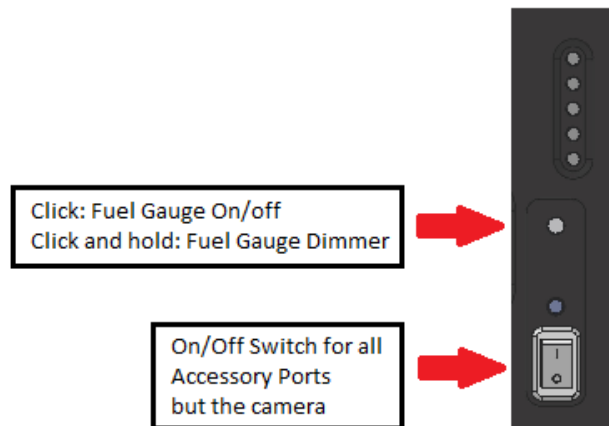 Click: Fuel Gauge On/off
Click and hold: Fuel Gauge Dimmer
On/Off Switch for all
Accessory Ports
but the camera